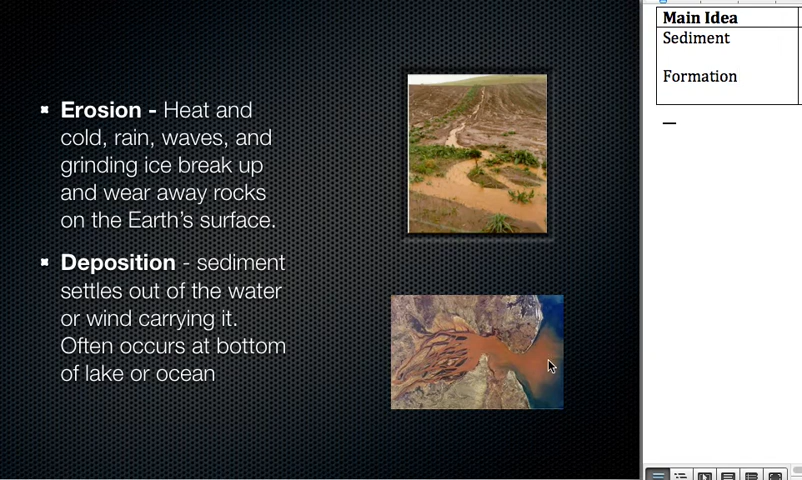 Erosion - Heat and
cold, rain, waves, and
grinding ice break up
and wear away rocks
on the Earth's surface.
Deposition - sediment
settles out of the water
or wind carrying it.
Often occurs at bottom
of lake or ocean
Main Idea
Sediment
Formation